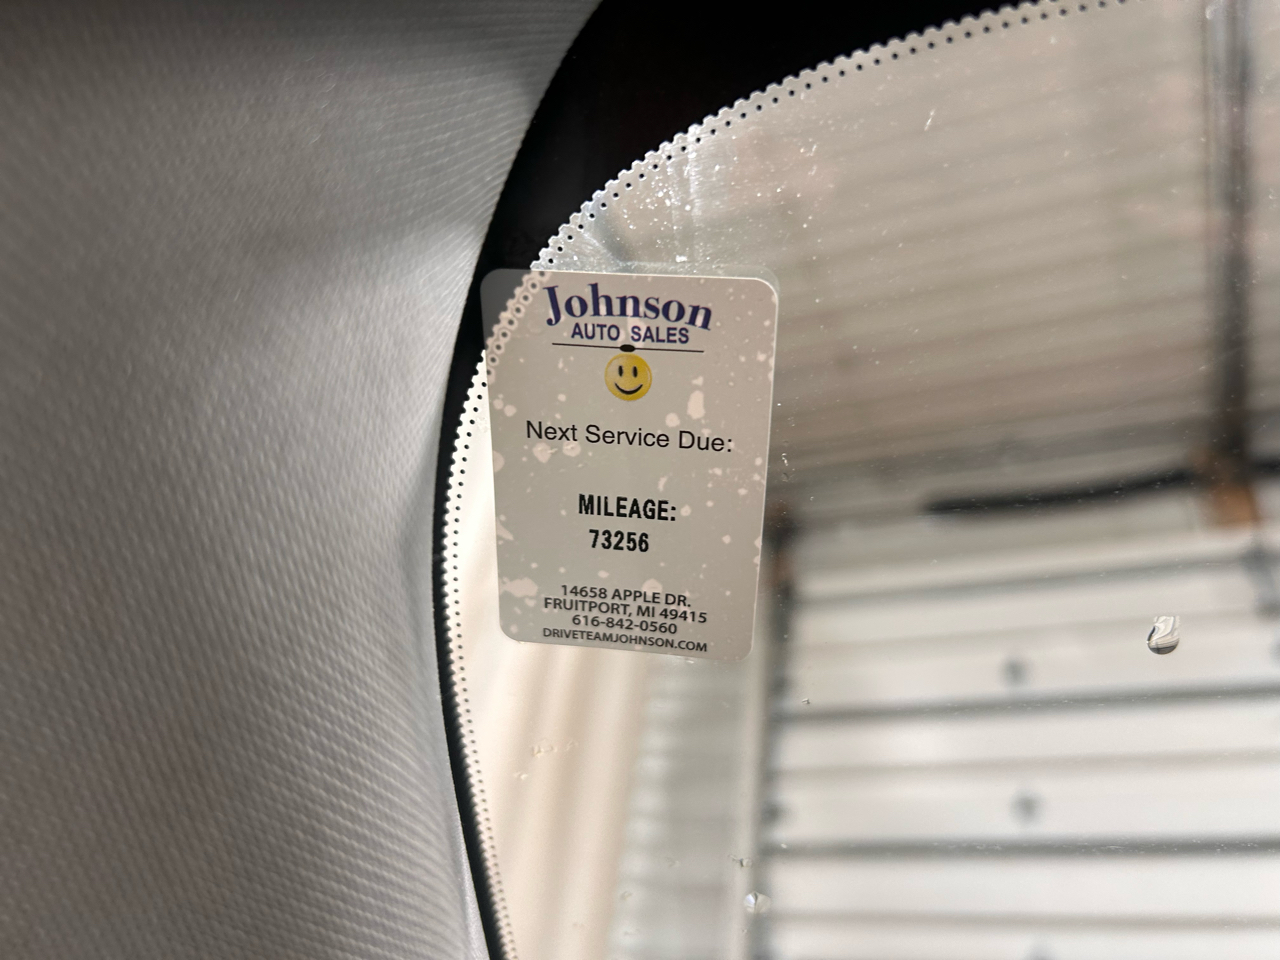 Johnson
AUTO SALES
Next Service Due:
MILEAGE:
73256
14658 APPLE DR.
FRUITPORT, MI 49415
616-842-0560
DRIVETEAMJOHNSON.COM